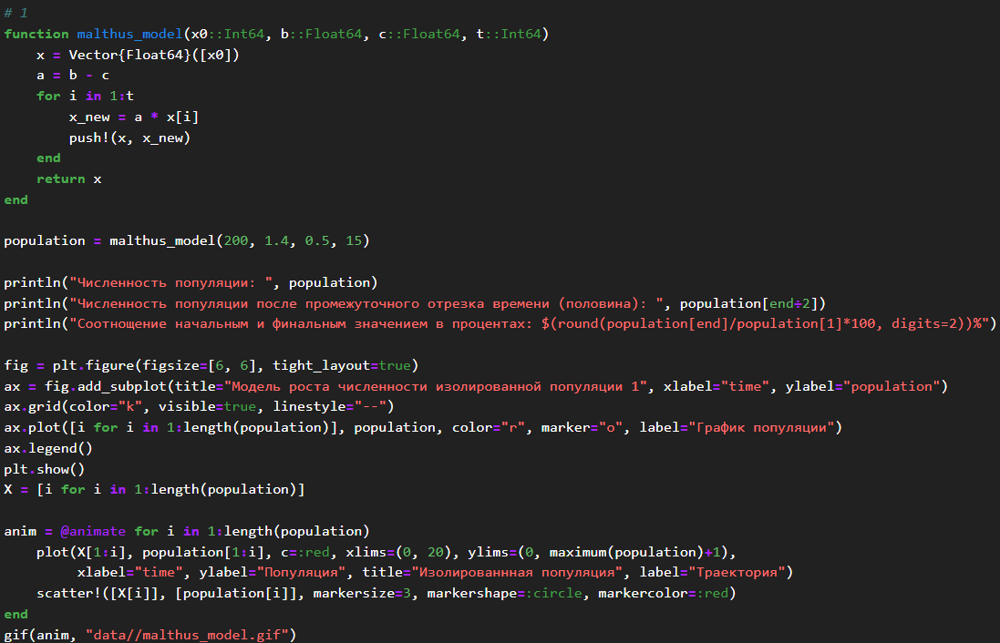 # 1
function malthus_model(x0::Int64, b::Float64, c::Float64, t::Int64)
    x = Vector{Float64}([x0])
    a = b - c
    for i in 1:t
        x_new = a * x[i]
        push!(x, x_new)
    end
    return x
end

population = malthus_model(200, 1.4, 0.5, 15)

println("Численность популяции: ", population)
println("Численность популяции после промежуточного отрезка времени (половина): ", population[end÷2])
println("Соотнощение начальным и финальным значением в процентах: $(round(population[end]/population[1]*100, digits=2))%")

fig = plt.figure(figsize=[6, 6], tight_layout=true)
ax = fig.add_subplot(title="Модель роста численности изолированной популяции 1", xlabel="time", ylabel="population")
ax.grid(color="k", visible=true, linestyle="--")
ax.plot([i for i in 1:length(population)], population, color="r", marker="o", label="График популяции")
ax.legend()
plt.show()
X = [i for i in 1:length(population)]

anim = @animate for i in 1:length(population)
    plot(X[1:i], population[1:i], c=:red, xlims=(0, 20), ylims=(0, maximum(population)+1),
         xlabel="time", ylabel="Популяция", title="Изолированнная популяция", label="Траектория")
    scatter!([X[i]], [population[i]], markersize=3, markershape=:circle, markercolor=:red)
end
gif(anim, "data//malthus_model.gif")